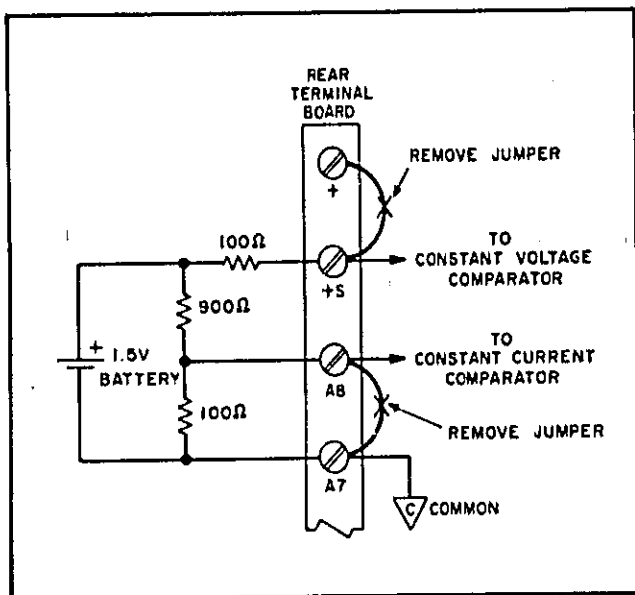 REAR
TERMINAL
BOARD
REMOVE JUMPER
+
100Ω
TO
CONSTANT VOLTAGE
COMPARATOR
+S
900Ω
+ 1.5V
BATTERY
TO
CONSTANT CURRENT
COMPARATOR
A8
100Ω
REMOVE JUMPER
A7
C COMMON